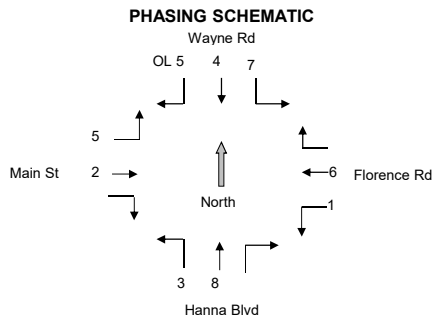 PHASING SCHEMATIC
Wayne Rd
OL 5 4 7
5
Main St 2 6 Florence Rd
North 1
3 8
Hanna Blvd